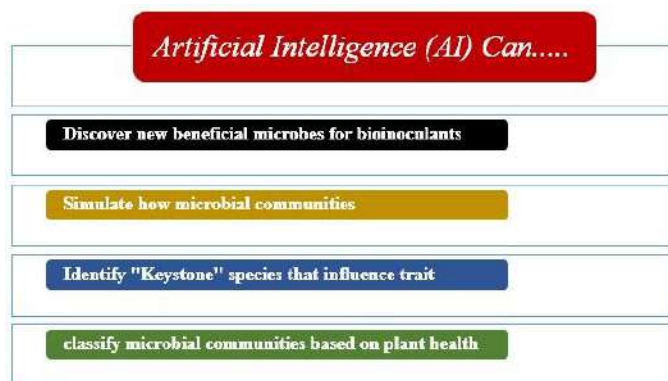 Artificial Intelligence (AI) Can.....
Discover new beneficial microbes for bioinoculants
Simulate how microbial communities
Identify "Keystone" species that influence trait
classify microbial communities based on plant health